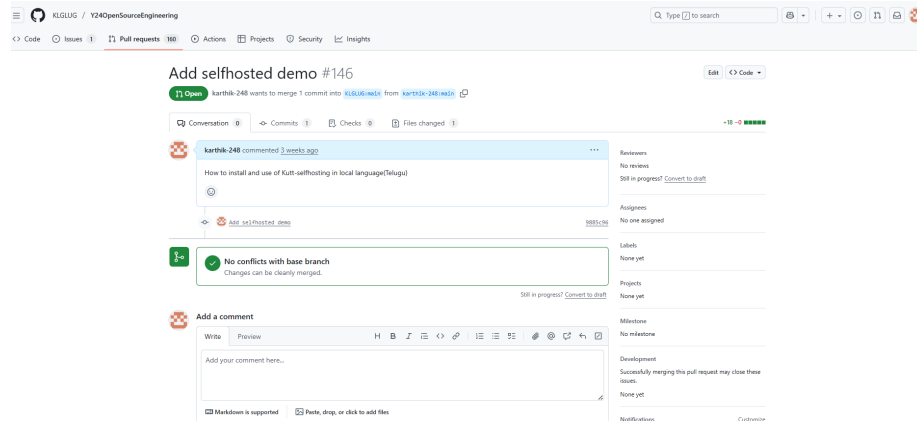 KLGLUG / Y24OpenSourceEngineering
Type / to search
Code
Issues 1
Pull requests 160
Actions
Projects
Security
Insights
Add selfhosted demo #146
Edit
Code
Open
karthik-248 wants to merge 1 commit into KLGLUG:main from karthik-248:main
Conversation 0
Commits 1
Checks 0
Files changed 1
+18 −0
karthik-248 commented 3 weeks ago
How to install and use of Kutt-selfhosting in local language(Telugu)
Add selfhosted demo
9885c96
No conflicts with base branch
Changes can be cleanly merged.
Still in progress? Convert to draft
Add a comment
Write
Preview
Add your comment here...
Markdown is supported
Paste, drop, or click to add files
Reviewers
No reviews
Still in progress? Convert to draft
Assignees
No one assigned
Labels
None yet
Projects
None yet
Milestone
No milestone
Development
Successfully merging this pull request may close these
issues.
None yet
Notifications
Customize